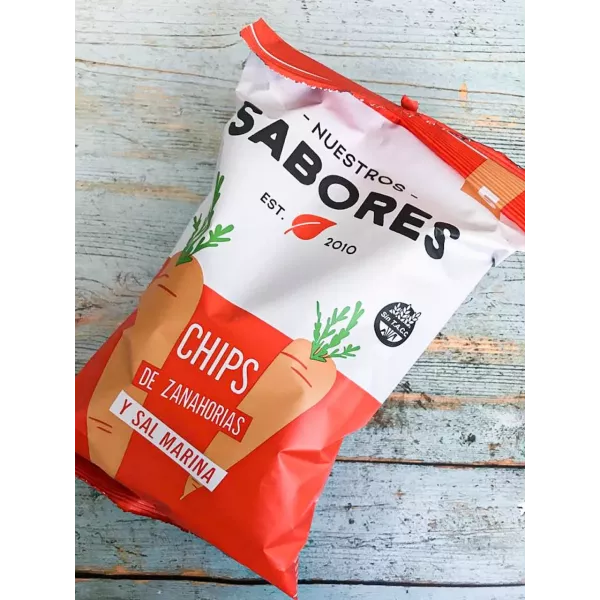 - NUESTROS -
SABORES
EST. 2010
Sin T.A.C.C.
CHIPS
DE ZANAHORIAS
Y SAL MARINA